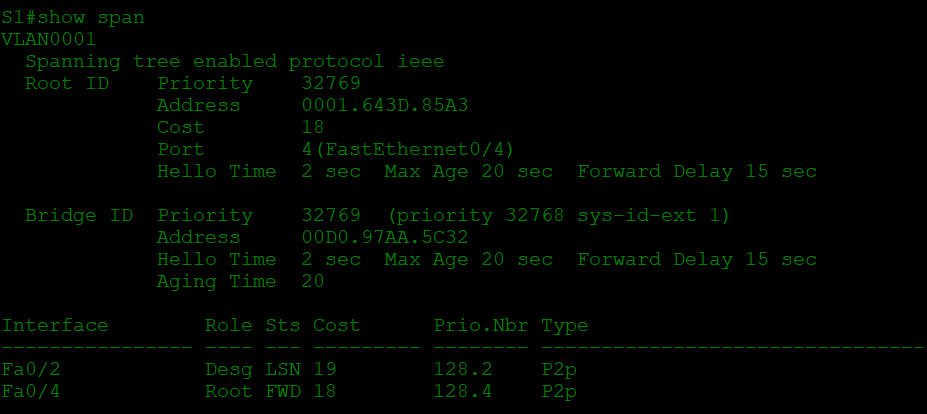 S1#show span
VLAN0001
  Spanning tree enabled protocol ieee
  Root ID    Priority    32769
             Address     0001.643D.85A3
             Cost        18
             Port        4(FastEthernet0/4)
             Hello Time  2 sec  Max Age 20 sec  Forward Delay 15 sec

  Bridge ID  Priority    32769  (priority 32768 sys-id-ext 1)
             Address     00D0.97AA.5C32
             Hello Time  2 sec  Max Age 20 sec  Forward Delay 15 sec
             Aging Time  20

Interface        Role Sts Cost      Prio.Nbr Type
---------------- ---- --- --------- -------- --------------------------------
Fa0/2            Desg LSN 19        128.2    P2p
Fa0/4            Root FWD 18        128.4    P2p